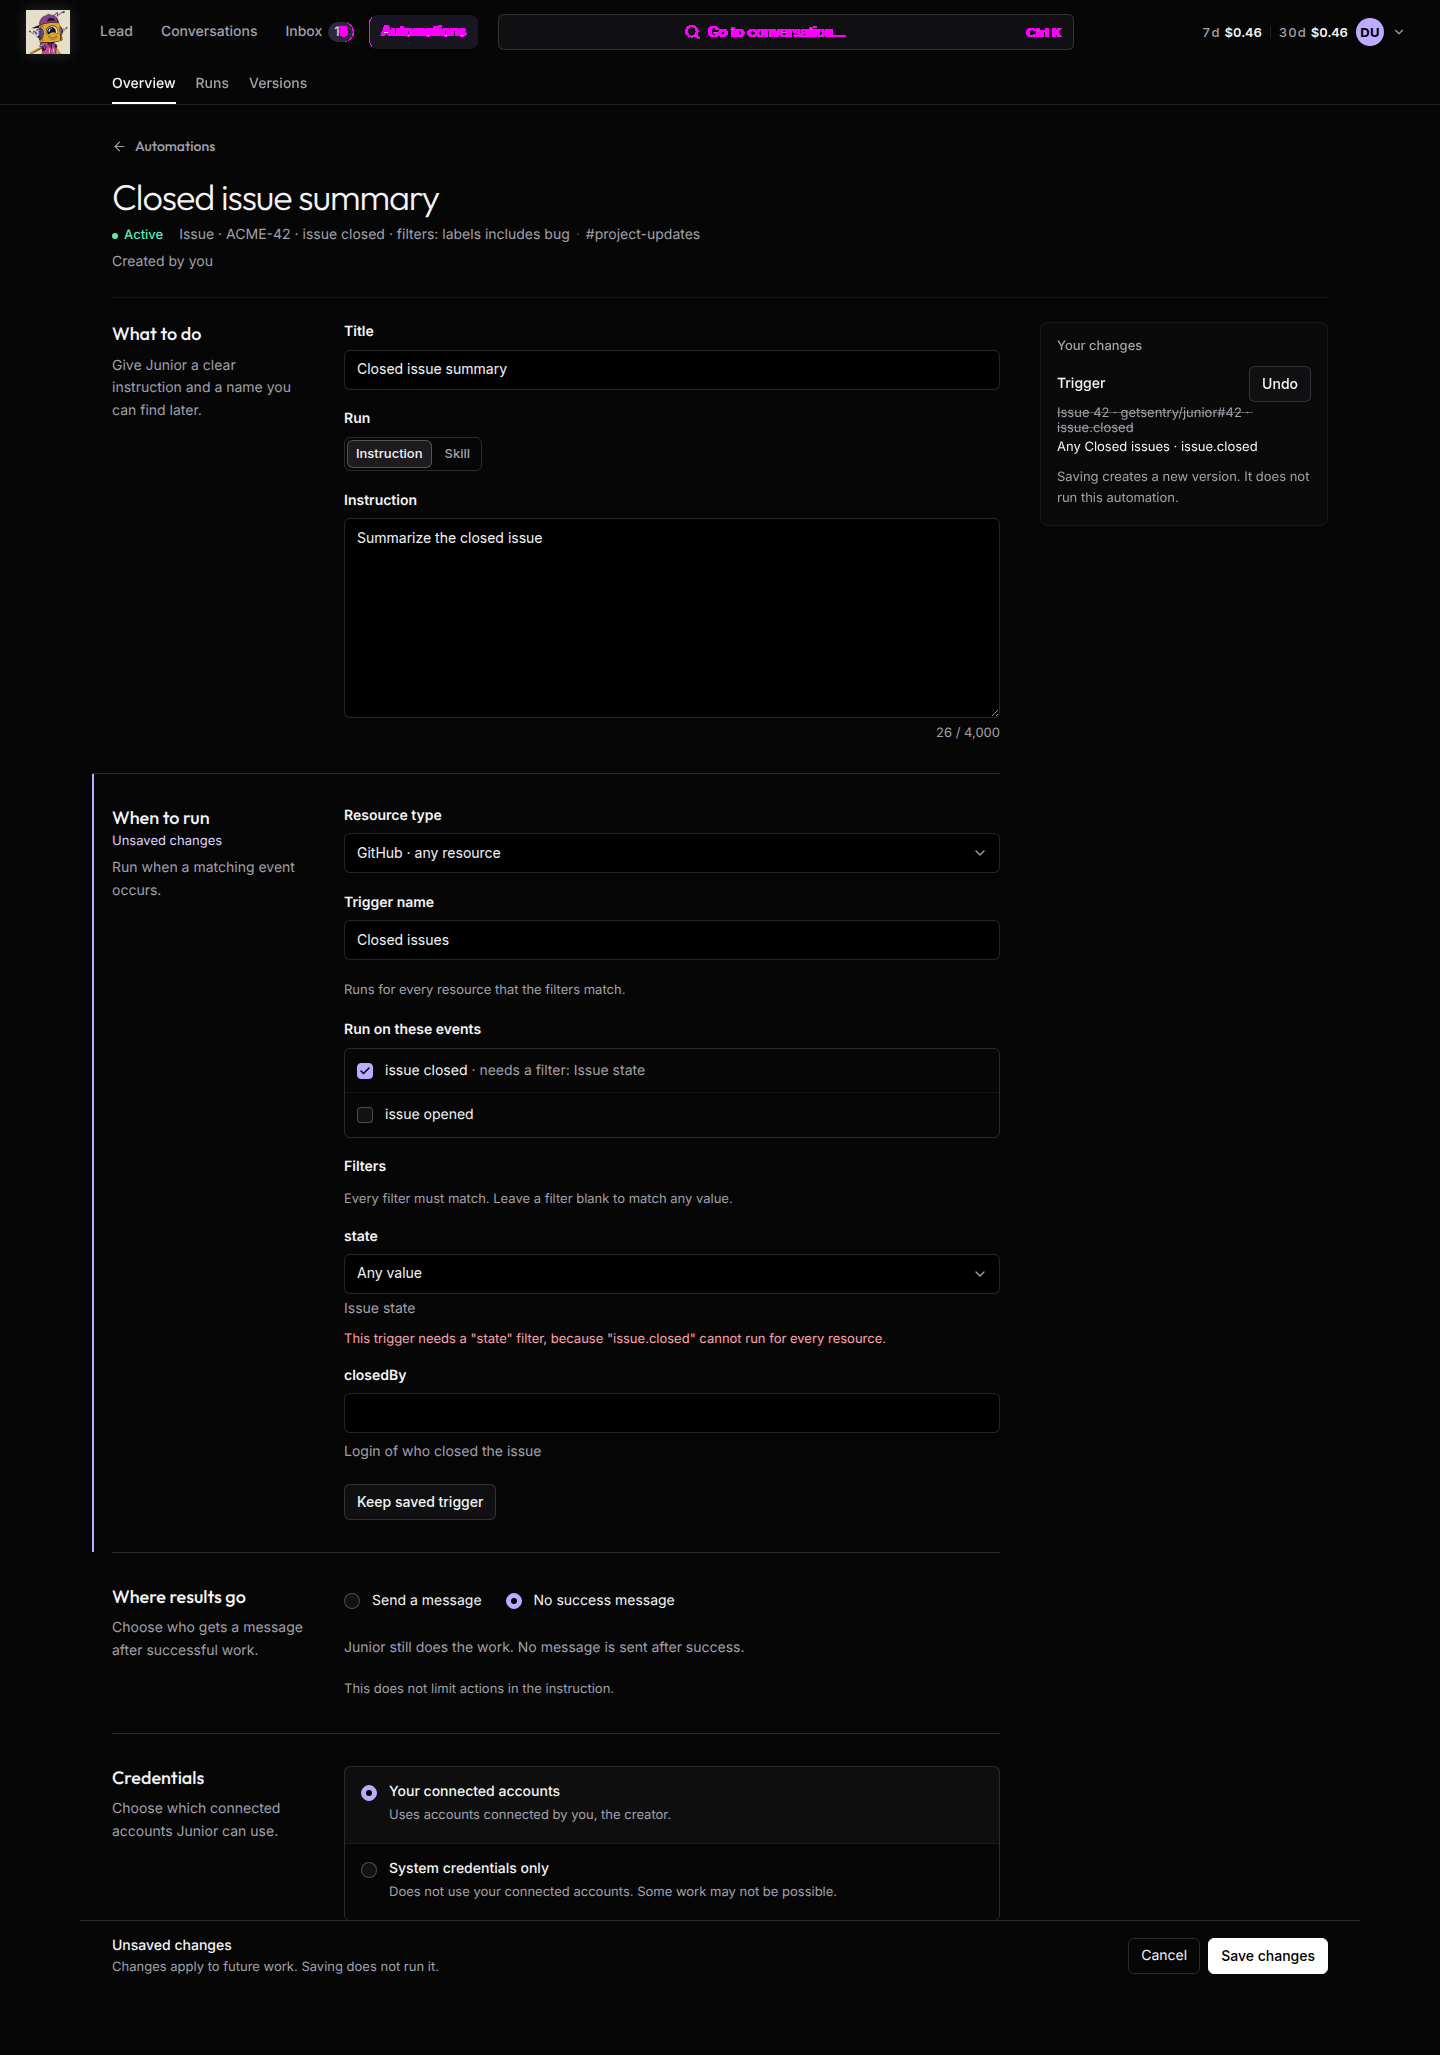 Lead
Conversations
Inbox
Automations
Go to conversation...
Ctrl K
7d $0.46
30d $0.46
DU
Overview
Runs
Versions
Automations
Closed issue summary
Active Issue · ACME-42 · issue closed · filters: labels includes bug · #project-updates
Created by you
What to do
Give Junior a clear
instruction and a name you
can find later.
Title
Closed issue summary
Run
Instruction
Skill
Instruction
Summarize the closed issue
26 / 4,000
Your changes
Trigger
Undo
Issue 42 · getsentry/junior#42 ·
issue.closed
Any Closed issues · issue.closed
Saving creates a new version. It does not
run this automation.
When to run
Unsaved changes
Run when a matching event
occurs.
Resource type
GitHub · any resource
Trigger name
Closed issues
Runs for every resource that the filters match.
Run on these events
issue closed · needs a filter: Issue state
issue opened
Filters
Every filter must match. Leave a filter blank to match any value.
state
Any value
Issue state
This trigger needs a "state" filter, because "issue.closed" cannot run for every resource.
closedBy
Login of who closed the issue
Keep saved trigger
Where results go
Choose who gets a message
after successful work.
Send a message
No success message
Junior still does the work. No message is sent after success.
This does not limit actions in the instruction.
Credentials
Choose which connected
accounts Junior can use.
Your connected accounts
Uses accounts connected by you, the creator.
System credentials only
Does not use your connected accounts. Some work may not be possible.
Unsaved changes
Changes apply to future work. Saving does not run it.
Cancel
Save changes